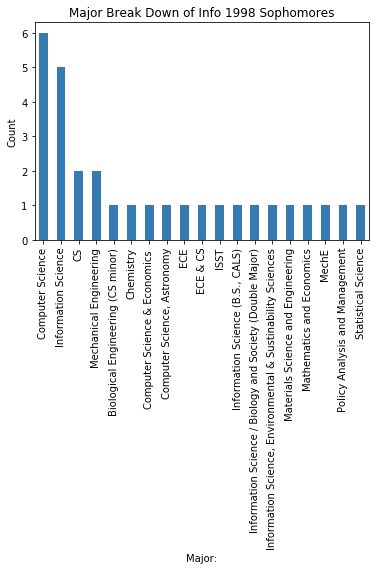 Major Break Down of Info 1998 Sophomores
6
5
4
3
2
1
0
Count
Computer Science
Information Science
CS
Mechanical Engineering
Biological Engineering (CS minor)
Chemistry
Computer Science & Economics
Computer Science, Astronomy
ECE
ECE & CS
ISST
Information Science (B.S., CALS)
Information Science / Biology and Society (Double Major)
Information Science, Environmental & Sustinability Sciences
Materials Science and Engineering
Mathematics and Economics
MechE
Policy Analysis and Management
Statistical Science
Major: